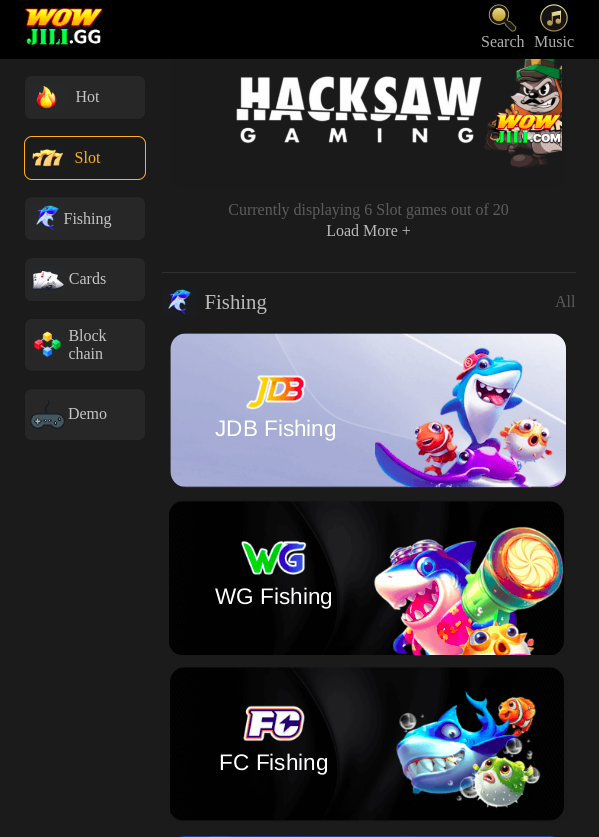 WOW
JILI.GG
Search
Music
Hot
777 Slot
Fishing
Cards
Block
chain
Demo
HACKSAW
GAMING
WOW
JILI.COM
Currently displaying 6 Slot games out of 20
Load More +
Fishing
All
JDB
JDB Fishing
WG
WG Fishing
FC
FC Fishing